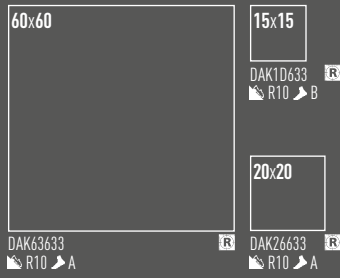 60x60
DAK63633 R
R10 A
15x15
DAK1D633 R
R10 B
20x20
DAK26633 R
R10 A